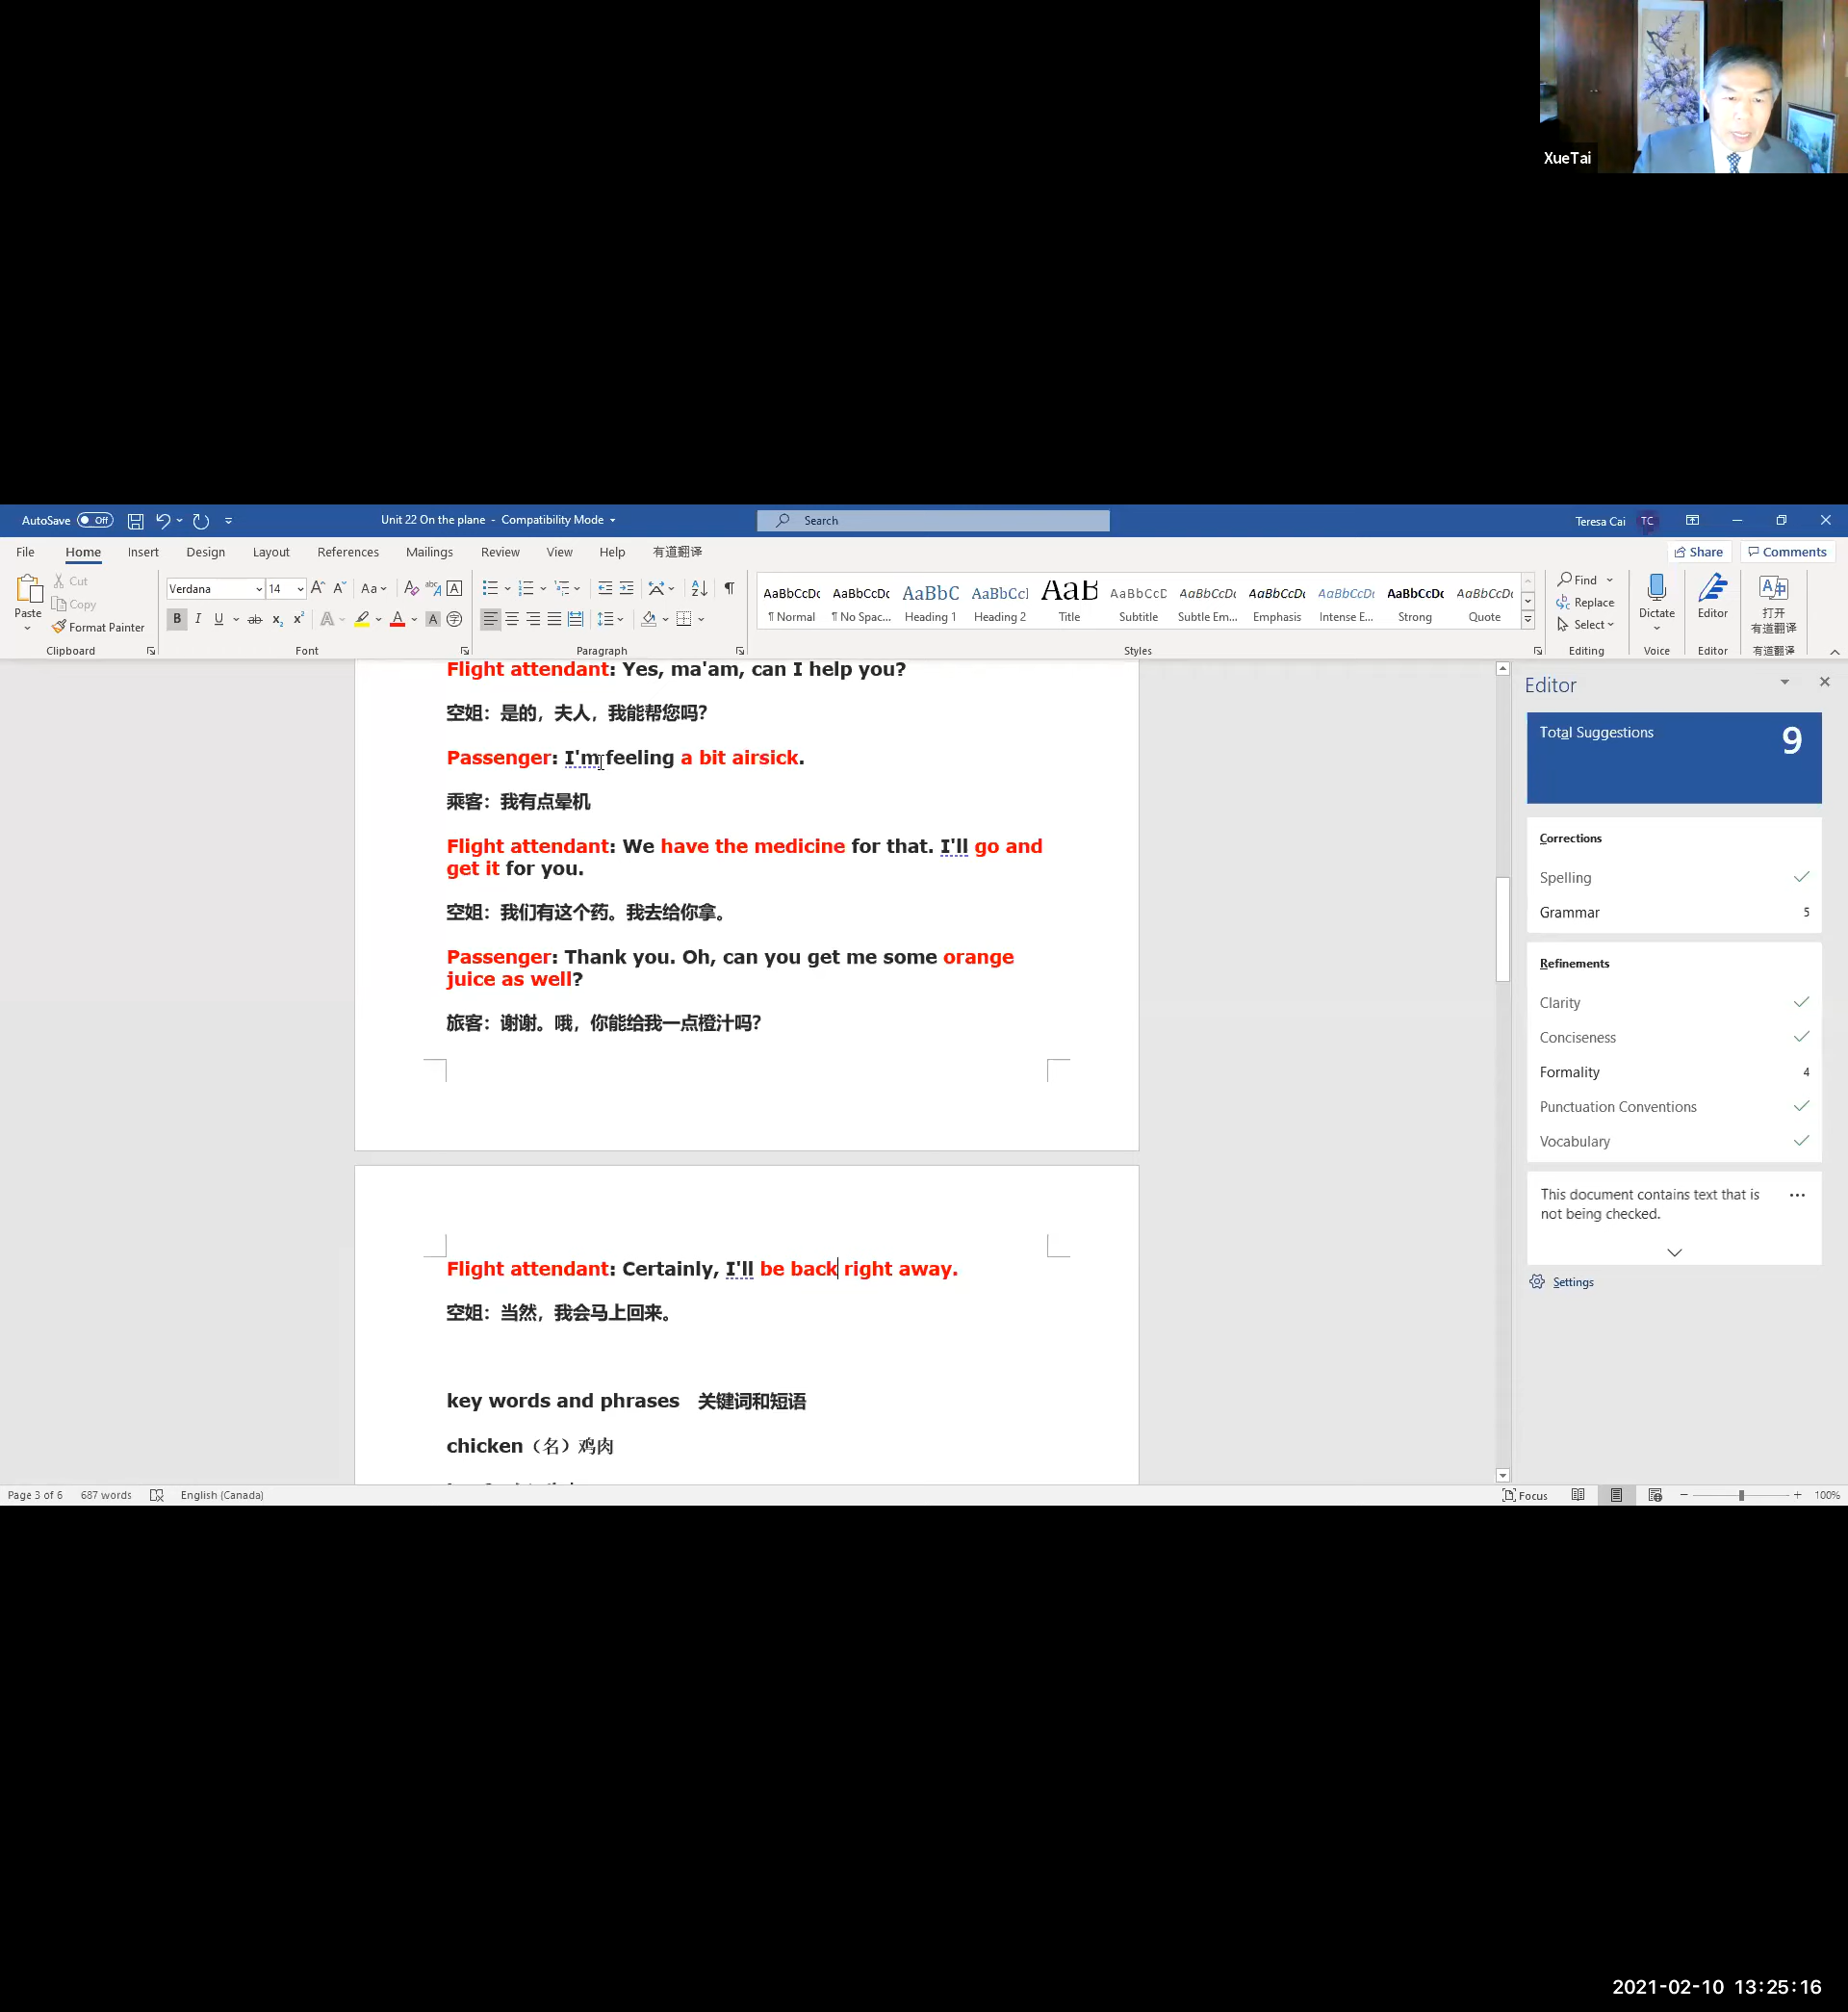 XueTai
AutoSave Off
Unit 22 On the plane - Compatibility Mode
Search
Teresa Cai TC
File Home Insert Design Layout References Mailings Review View Help 有道翻译
Share Comments
Paste
Cut
Copy
Format Painter
Clipboard
Verdana 14
Font
Paragraph
AaBbCcDc AaBbCcDc AaBbC AaBbCcI AaB AaBbCcD AaBbCcDc AaBbCcDc AaBbCcDc AaBbCcDc AaBbCcDc
¶ Normal ¶ No Spac... Heading 1 Heading 2 Title Subtitle Subtle Em... Emphasis Intense E... Strong Quote
Styles
Find
Replace
Select
Editing
Dictate
Voice
Editor
Editor
打开
有道翻译
有道翻译
Flight attendant: Yes, ma'am, can I help you?
空姐：是的，夫人，我能帮您吗？
Passenger: I'm feeling a bit airsick.
乘客：我有点晕机
Flight attendant: We have the medicine for that. I'll go and
get it for you.
空姐：我们有这个药。我去给你拿。
Passenger: Thank you. Oh, can you get me some orange
juice as well?
旅客：谢谢。哦，你能给我一点橙汁吗？
Flight attendant: Certainly, I'll be back right away.
空姐：当然，我会马上回来。
key words and phrases 关键词和短语
chicken（名）鸡肉
Editor
Total Suggestions 9
Corrections
Spelling
Grammar 5
Refinements
Clarity
Conciseness
Formality 4
Punctuation Conventions
Vocabulary
This document contains text that is
not being checked.
Settings
Page 3 of 6 687 words English (Canada)
Focus 100%
2021-02-10 13:25:16